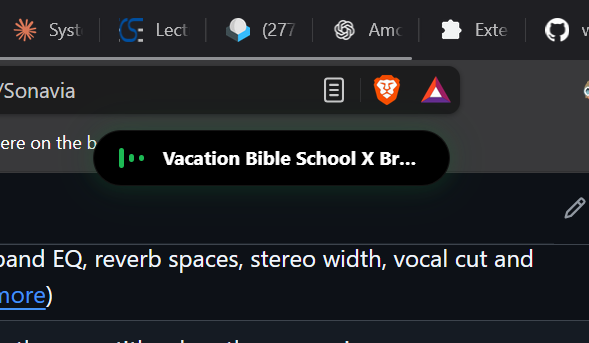 Syst
Lect
(277
Amc
Exte
/Sonavia
ere on the b
Vacation Bible School X Br...
band EQ, reverb spaces, stereo width, vocal cut and
more)